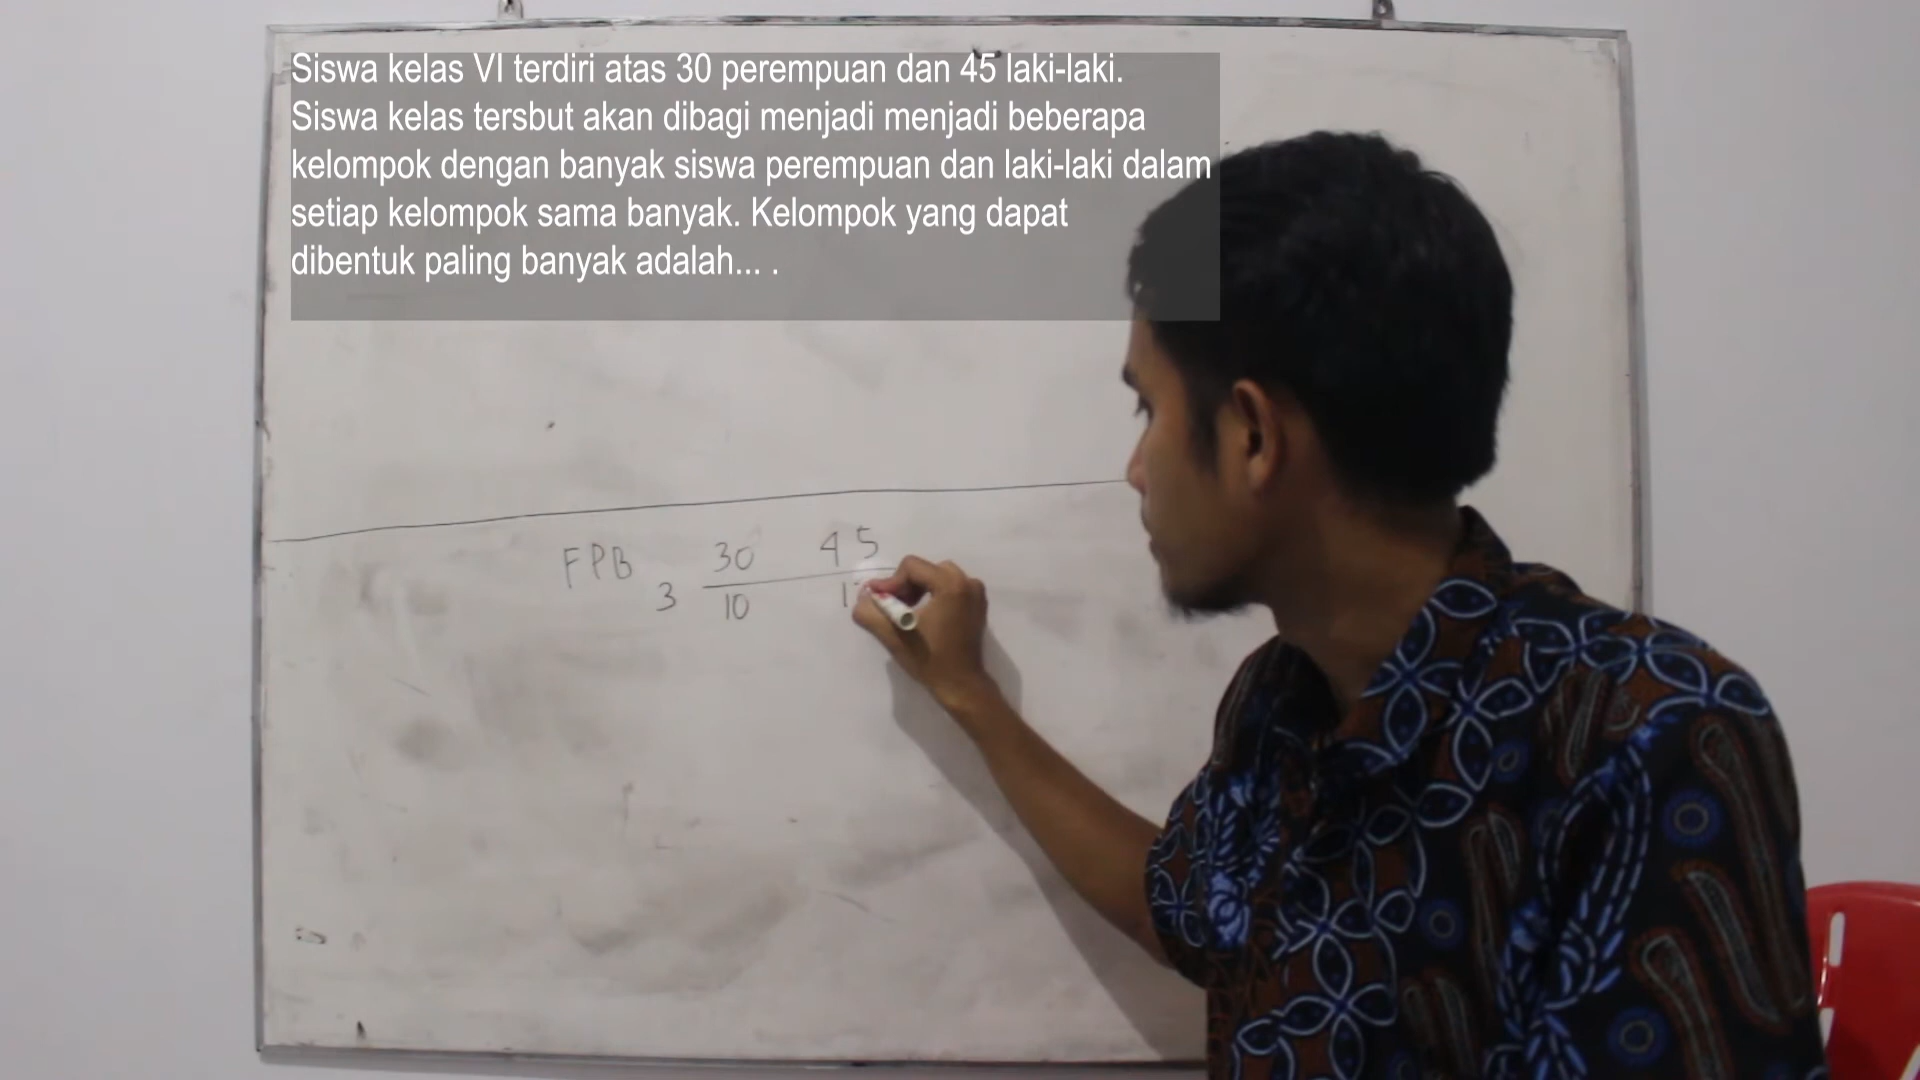 Siswa kelas VI terdiri atas 30 perempuan dan 45 laki-laki.
Siswa kelas tersbut akan dibagi menjadi menjadi beberapa
kelompok dengan banyak siswa perempuan dan laki-laki dalam
setiap kelompok sama banyak. Kelompok yang dapat
dibentuk paling banyak adalah... .
FPB 30 45
3 10